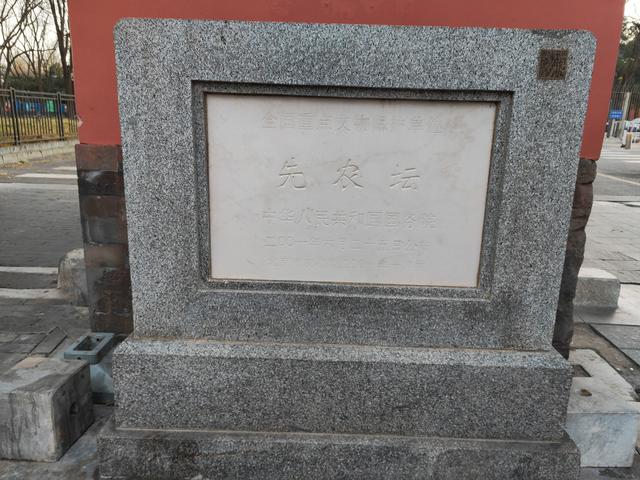 全国重点文物保护单位
先农坛
中华人民共和国国务院
二〇〇一年六月二十五日公布